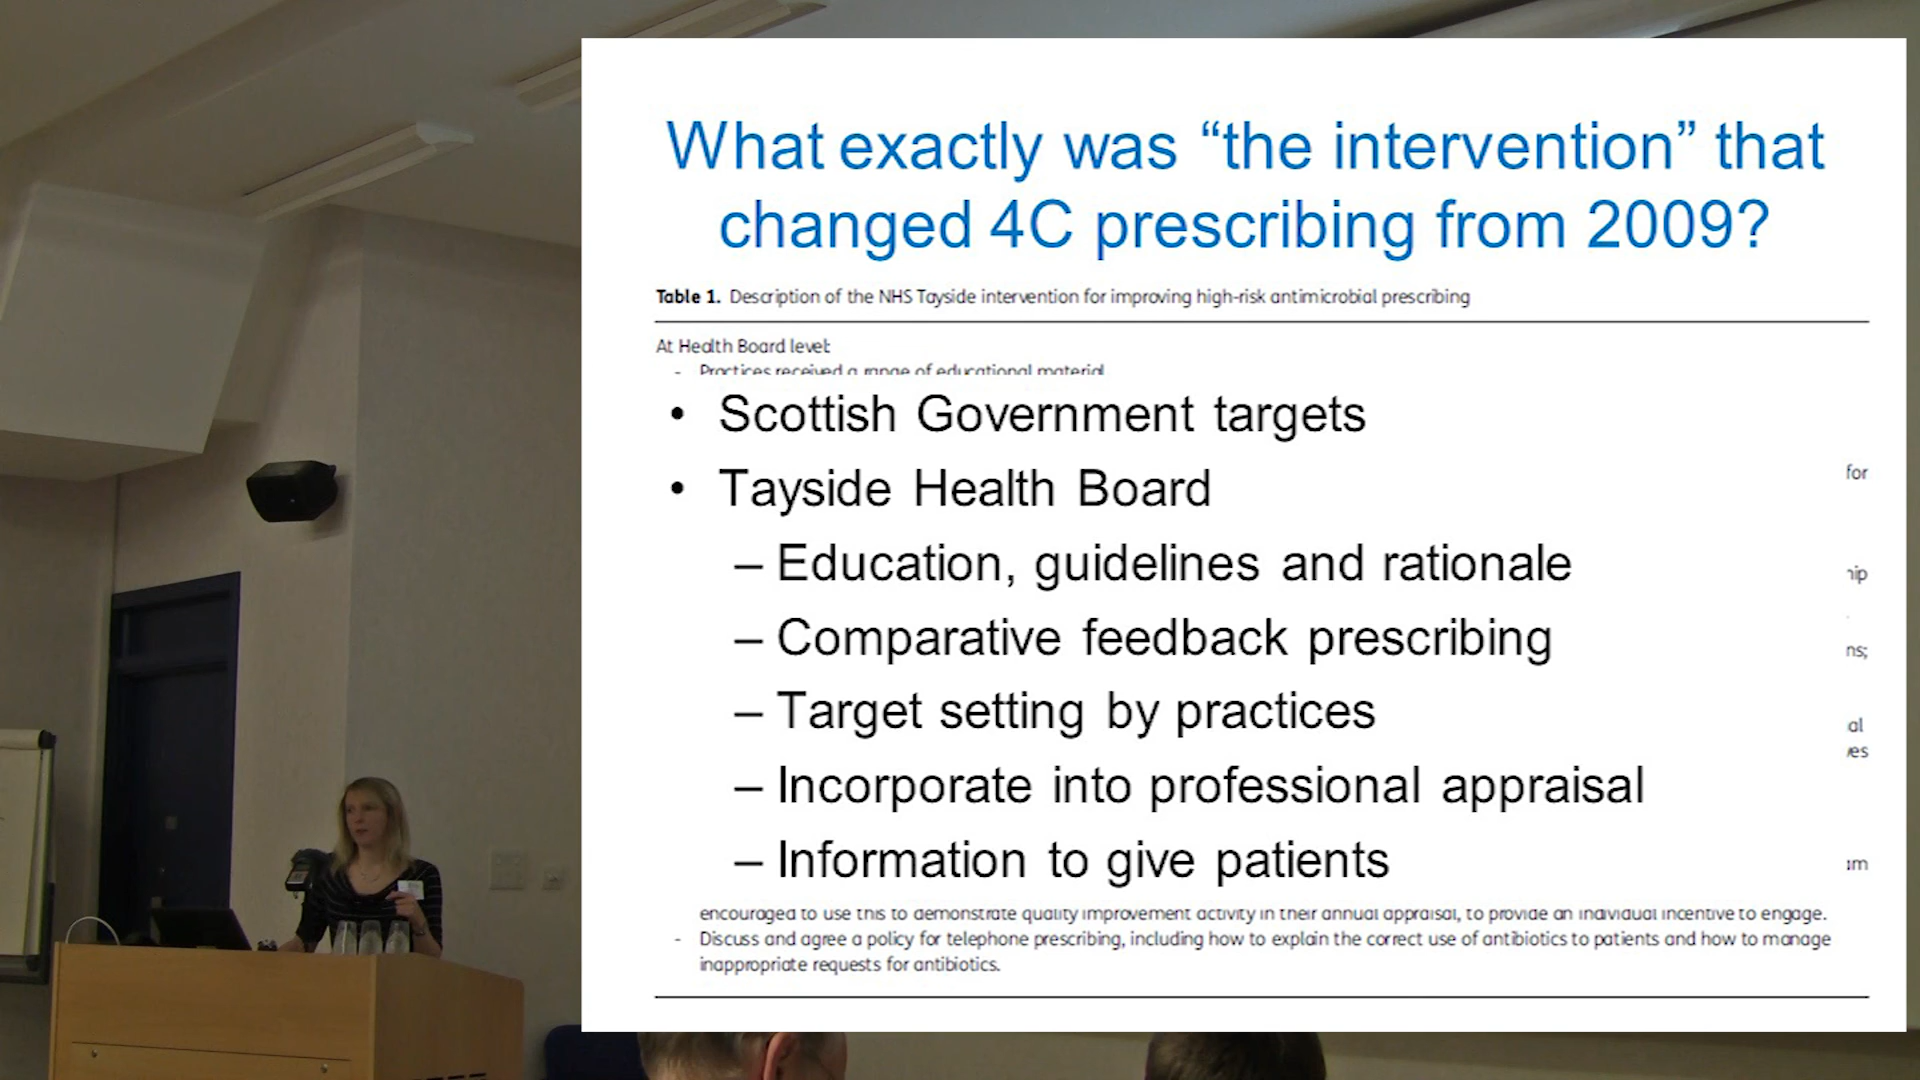 What exactly was “the intervention” that
changed 4C prescribing from 2009?
Table 1. Description of the NHS Tayside intervention for improving high-risk antimicrobial prescribing
At Health Board level:
- Practices received a range of educational material
• Scottish Government targets
• Tayside Health Board
– Education, guidelines and rationale
– Comparative feedback prescribing
– Target setting by practices
– Incorporate into professional appraisal
– Information to give patients
for
ns;
al
encouraged to use this to demonstrate quality improvement activity in their annual appraisal, to provide an individual incentive to engage.
- Discuss and agree a policy for telephone prescribing, including how to explain the correct use of antibiotics to patients and how to manage
inappropriate requests for antibiotics.